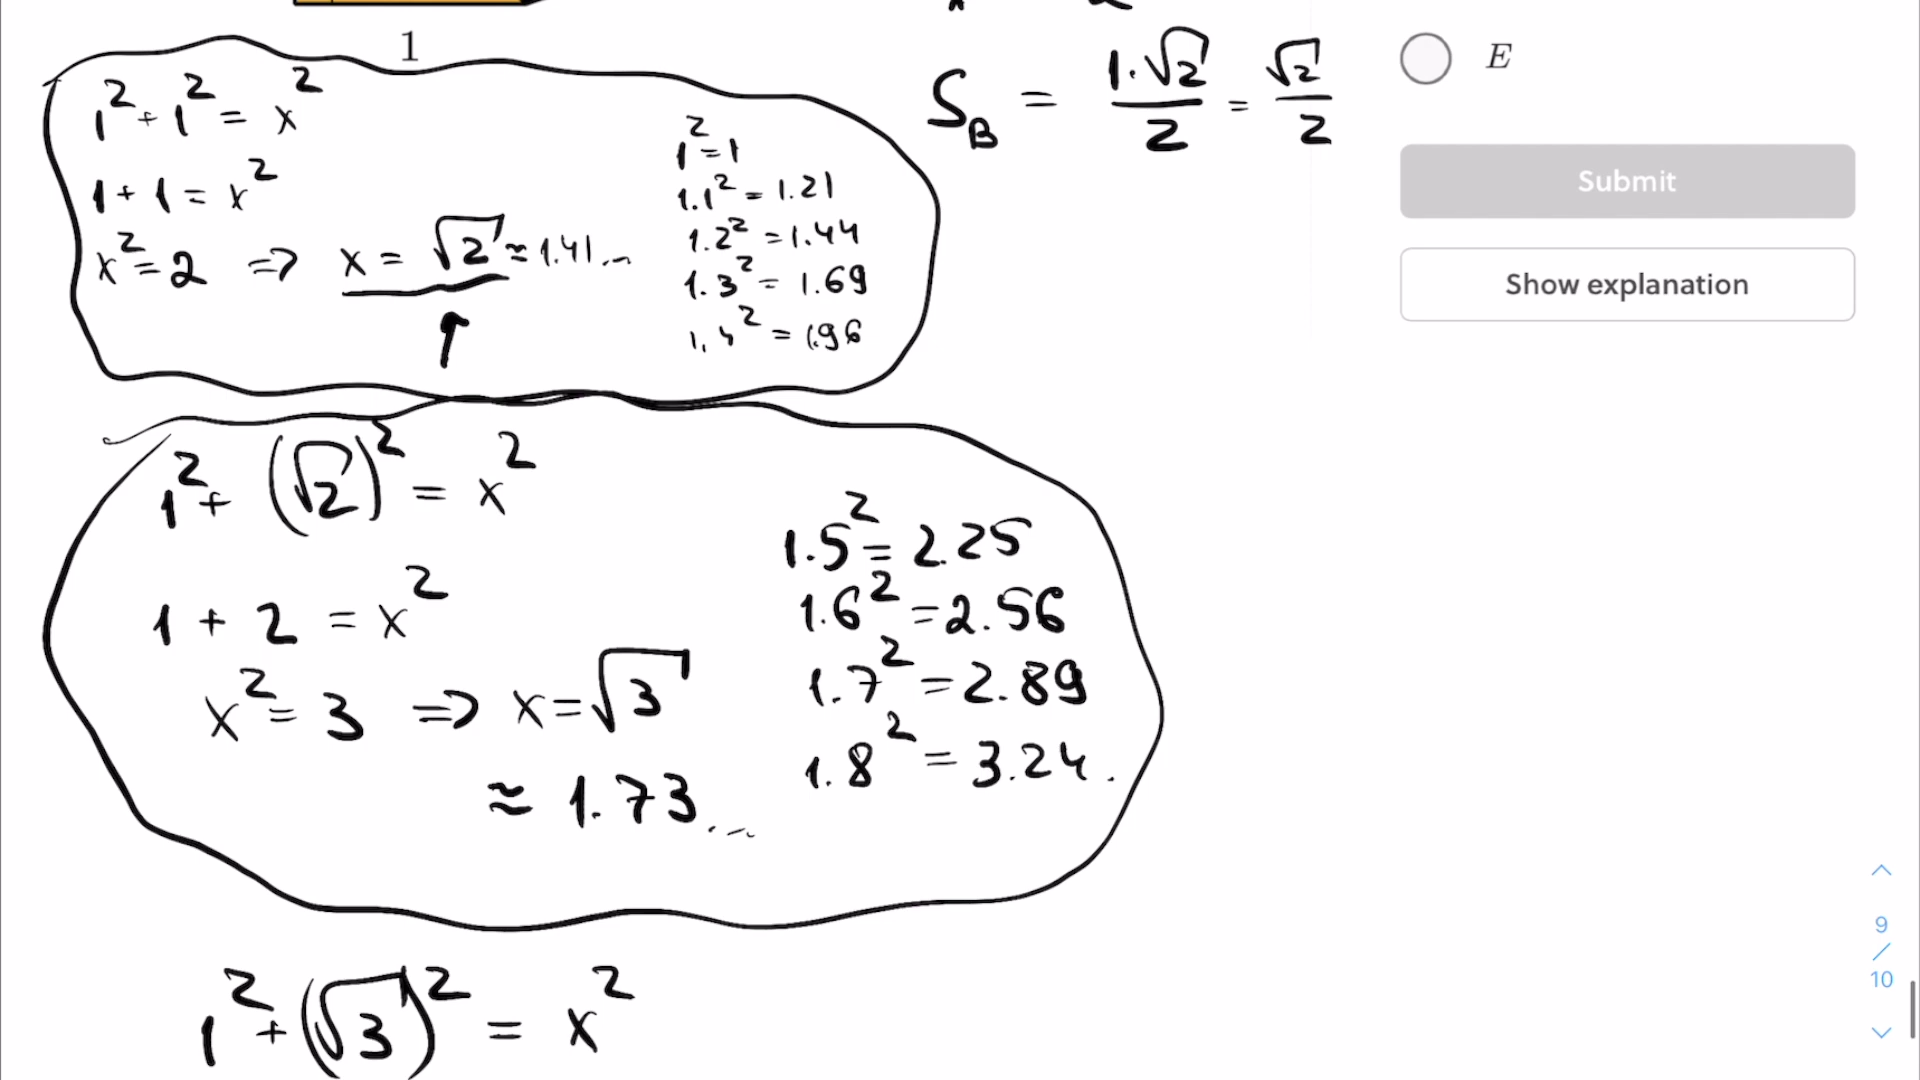 1
1² + 1² = x²
1 + 1 = x²
x² = 2 => x = √2 ≈ 1.41...
1² = 1
1.1² = 1.21
1.2² = 1.44
1.3² = 1.69
1.4² = 1.96
S_B = 1·√2/2 = √2/2
E
Submit
Show explanation
1² + (√2)² = x²
1 + 2 = x²
x² = 3 => x = √3
≈ 1.73...
1.5² = 2.25
1.6² = 2.56
1.7² = 2.89
1.8² = 3.24.
1² + (√3)² = x²
9
/
10